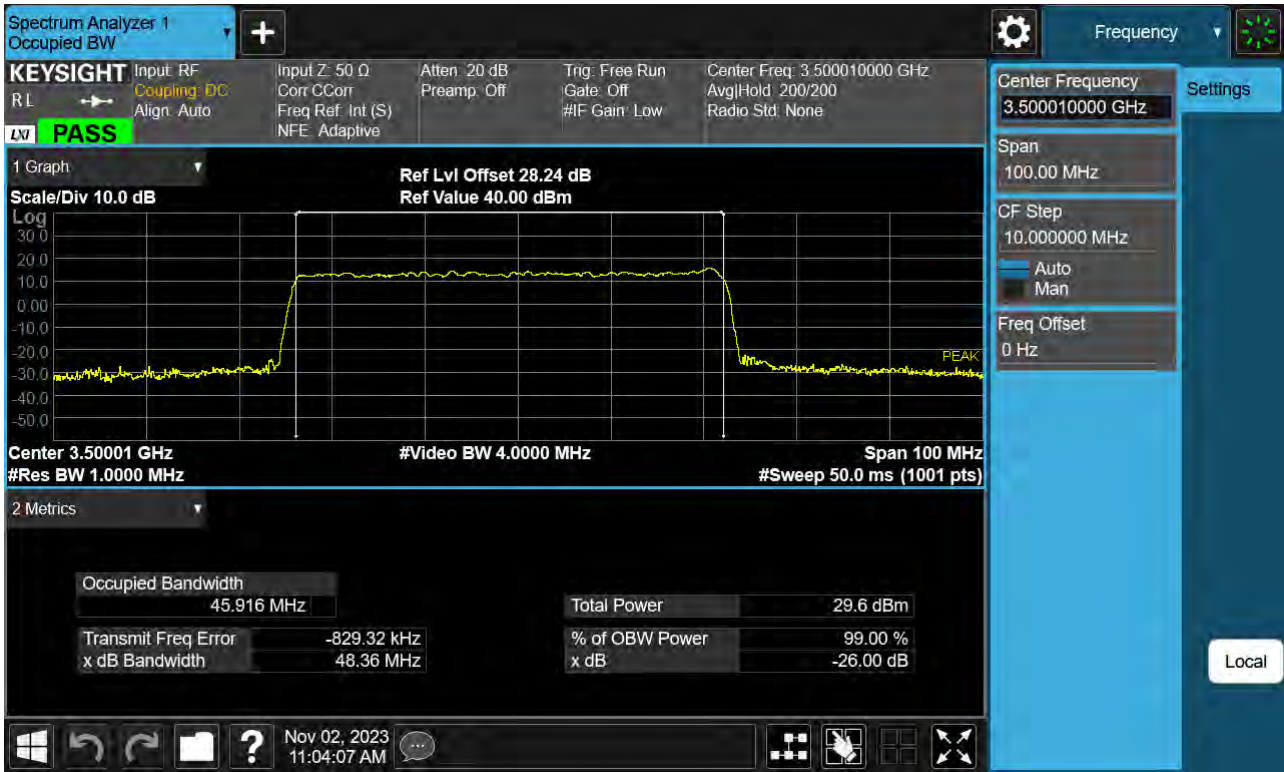 Spectrum Analyzer 1
Occupied BW
+
Frequency
KEYSIGHT
RL
LXI
PASS
Input: RF
Coupling: DC
Align: Auto
Input Z: 50 Ω
Corr CCorr
Freq Ref: Int (S)
NFE: Adaptive
Atten: 20 dB
Preamp: Off
Trig: Free Run
Gate: Off
#IF Gain: Low
Center Freq: 3.500010000 GHz
Avg|Hold: 200/200
Radio Std: None
1 Graph
Scale/Div 10.0 dB
Ref Lvl Offset 28.24 dB
Ref Value 40.00 dBm
Log
30.0
20.0
10.0
0.00
-10.0
-20.0
-30.0
-40.0
-50.0
PEAK
Center 3.50001 GHz
#Video BW 4.0000 MHz
Span 100 MHz
#Res BW 1.0000 MHz
#Sweep 50.0 ms (1001 pts)
2 Metrics
Occupied Bandwidth
45.916 MHz
Total Power 29.6 dBm
Transmit Freq Error -829.32 kHz
% of OBW Power 99.00 %
x dB Bandwidth 48.36 MHz
x dB -26.00 dB
Center Frequency
3.500010000 GHz
Settings
Span
100.00 MHz
CF Step
10.000000 MHz
Auto
Man
Freq Offset
0 Hz
Local
?
Nov 02, 2023
11:04:07 AM